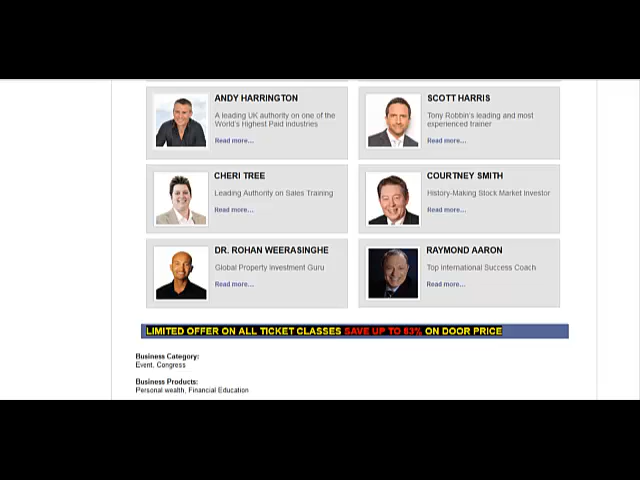 ANDY HARRINGTON
A leading UK authority on one of the
World's Highest Paid Industries
Read more...
SCOTT HARRIS
Tony Robbin's leading and most
experienced trainer
Read more...
CHERI TREE
Leading Authority on Sales Training
Read more...
COURTNEY SMITH
History-Making Stock Market Investor
Read more...
DR. ROHAN WEERASINGHE
Global Property Investment Guru
Read more...
RAYMOND AARON
Top International Success Coach
Read more...
LIMITED OFFER ON ALL TICKET CLASSES SAVE UP TO 83% ON DOOR PRICE
Business Category:
Event, Congress
Business Products:
Personal wealth, Financial Education